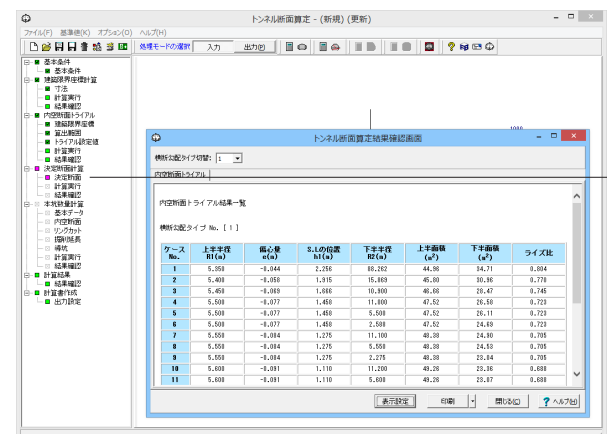 トンネル断面算定 - (新規) (更新)
ファイル(F) 基準値(K) オプション(O) ヘルプ(H)
処理モードの選択 入力 出力(P)
基本条件
基本条件
建築限界座標計算
寸法
計算実行
結果確認
内空断面トライアル
建築限界座標
算出範囲
トライアル設定値
計算実行
結果確認
決定断面計算
決定断面
計算実行
結果確認
本坑数量計算
基本データ
内空断面
リングカット
掘削延長
導坑
計算実行
結果確認
計算結果
結果確認
計算書作成
出力設定
トンネル断面算定結果確認画面
横断勾配タイプ切替: 1
内空断面トライアル
内空断面トライアル結果一覧
横断勾配タイプ No. [ 1 ]
ケース No. 上半半径 R1(m) 偏心量 e(m) S.Lの位置 h1(m) 下半半径 R2(m) 上半面積 (m²) 下半面積 (m²) ライズ比
1 5.350 -0.044 2.256 88.262 44.96 34.71 0.804
2 5.400 -0.058 1.915 15.869 45.80 30.96 0.770
3 5.450 -0.069 1.666 10.900 46.66 28.47 0.745
4 5.500 -0.077 1.450 11.000 47.52 26.58 0.723
5 5.500 -0.077 1.450 5.500 47.52 26.11 0.723
6 5.500 -0.077 1.450 2.500 47.52 24.63 0.723
7 5.550 -0.084 1.275 11.100 48.38 24.90 0.705
8 5.550 -0.084 1.275 5.550 48.38 24.53 0.705
9 5.550 -0.084 1.275 2.275 48.38 23.04 0.705
10 5.600 -0.091 1.110 11.200 49.26 23.36 0.688
11 5.600 -0.091 1.110 5.600 49.26 23.07 0.688
表示設定 印刷 閉じる(C) ヘルプ(H)